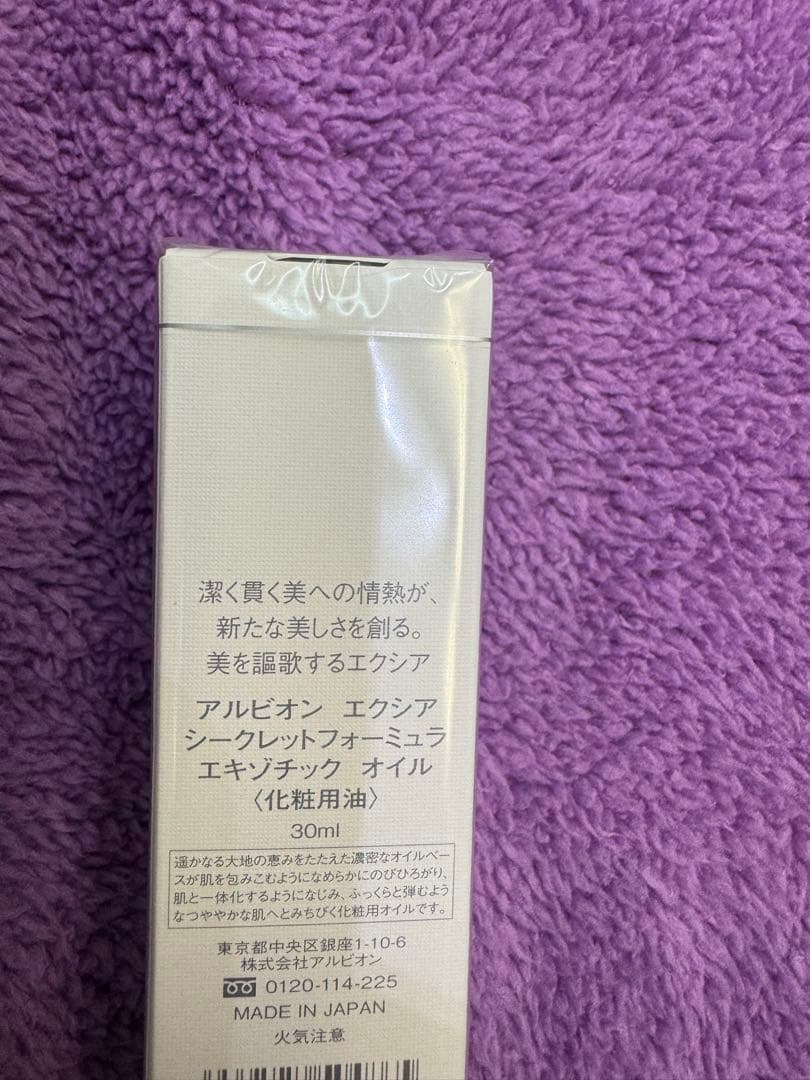 潔く貫く美への情熱が、
新たな美しさを創る。
美を謳歌するエクシア
アルビオン エクシア
シークレットフォーミュラ
エキゾチック オイル
〈化粧用油〉
30ml
遥かなる大地の恵みをたたえた濃密なオイルベー
スが肌を包みこむようになめらかにのびひろがり、
肌と一体化するようになじみ、ふっくらと弾むよう
なつややかな肌へとみちびく化粧用オイルです。
東京都中央区銀座1-10-6
株式会社アルビオン
0120-114-225
MADE IN JAPAN
火気注意